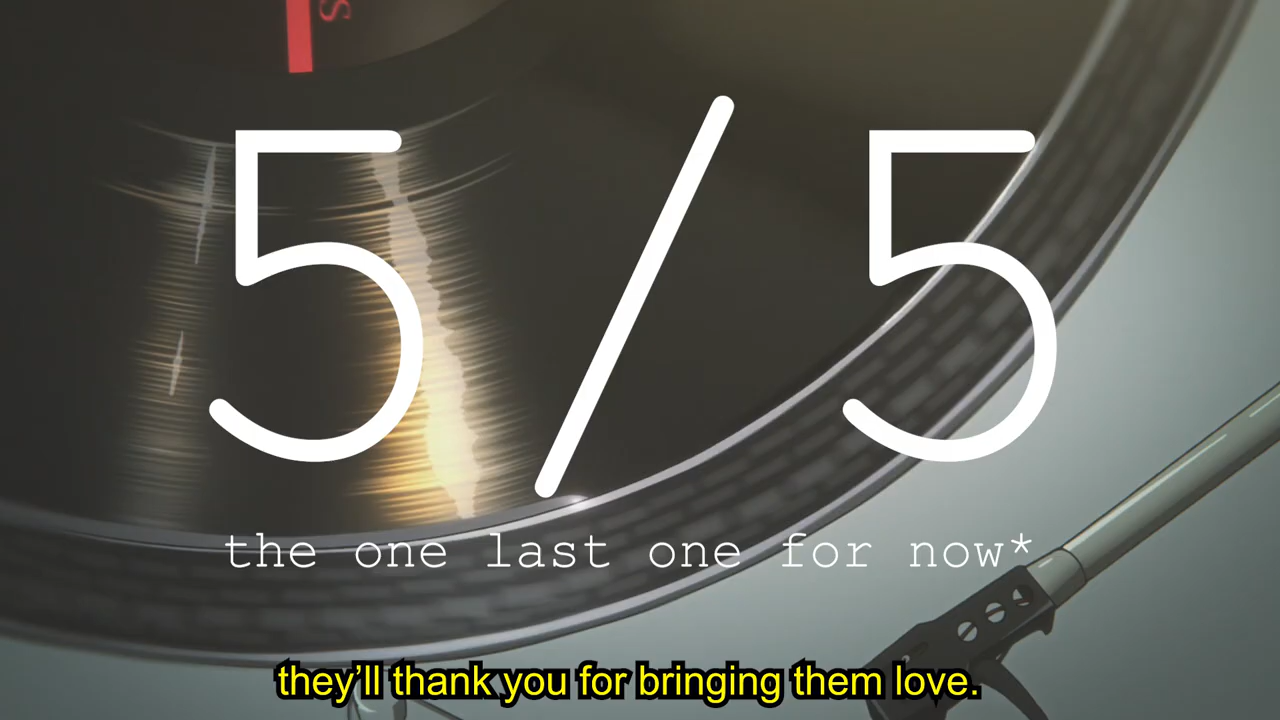 S
5/5
the one last one for now*
they’ll thank you for bringing them love.